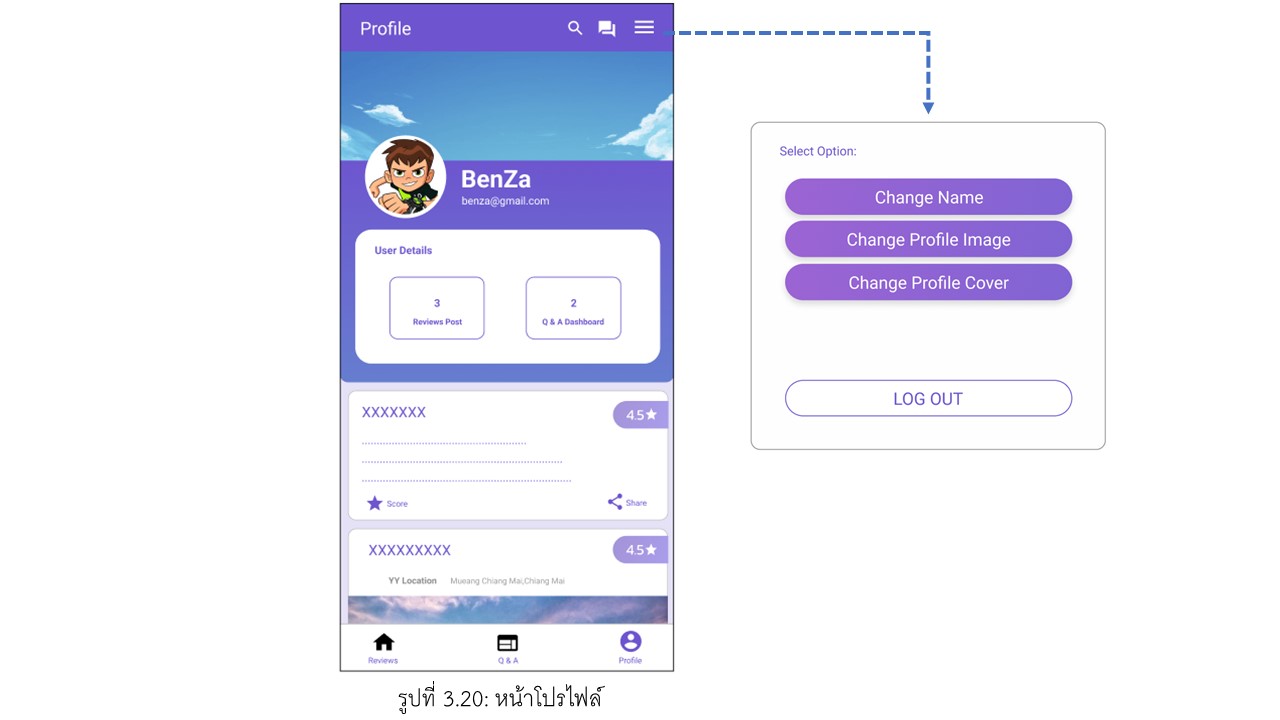 Profile
BenZa
benza@gmail.com
User Details
3
Reviews Post
2
Q & A Dashboard
XXXXXXX
4.5
Score
Share
XXXXXXXXX
4.5
YY Location
Mueang Chiang Mai,Chiang Mai
Reviews
Q & A
Profile
Select Option:
Change Name
Change Profile Image
Change Profile Cover
LOG OUT
รูปที่ 3.20: หน้าโปรไฟล์